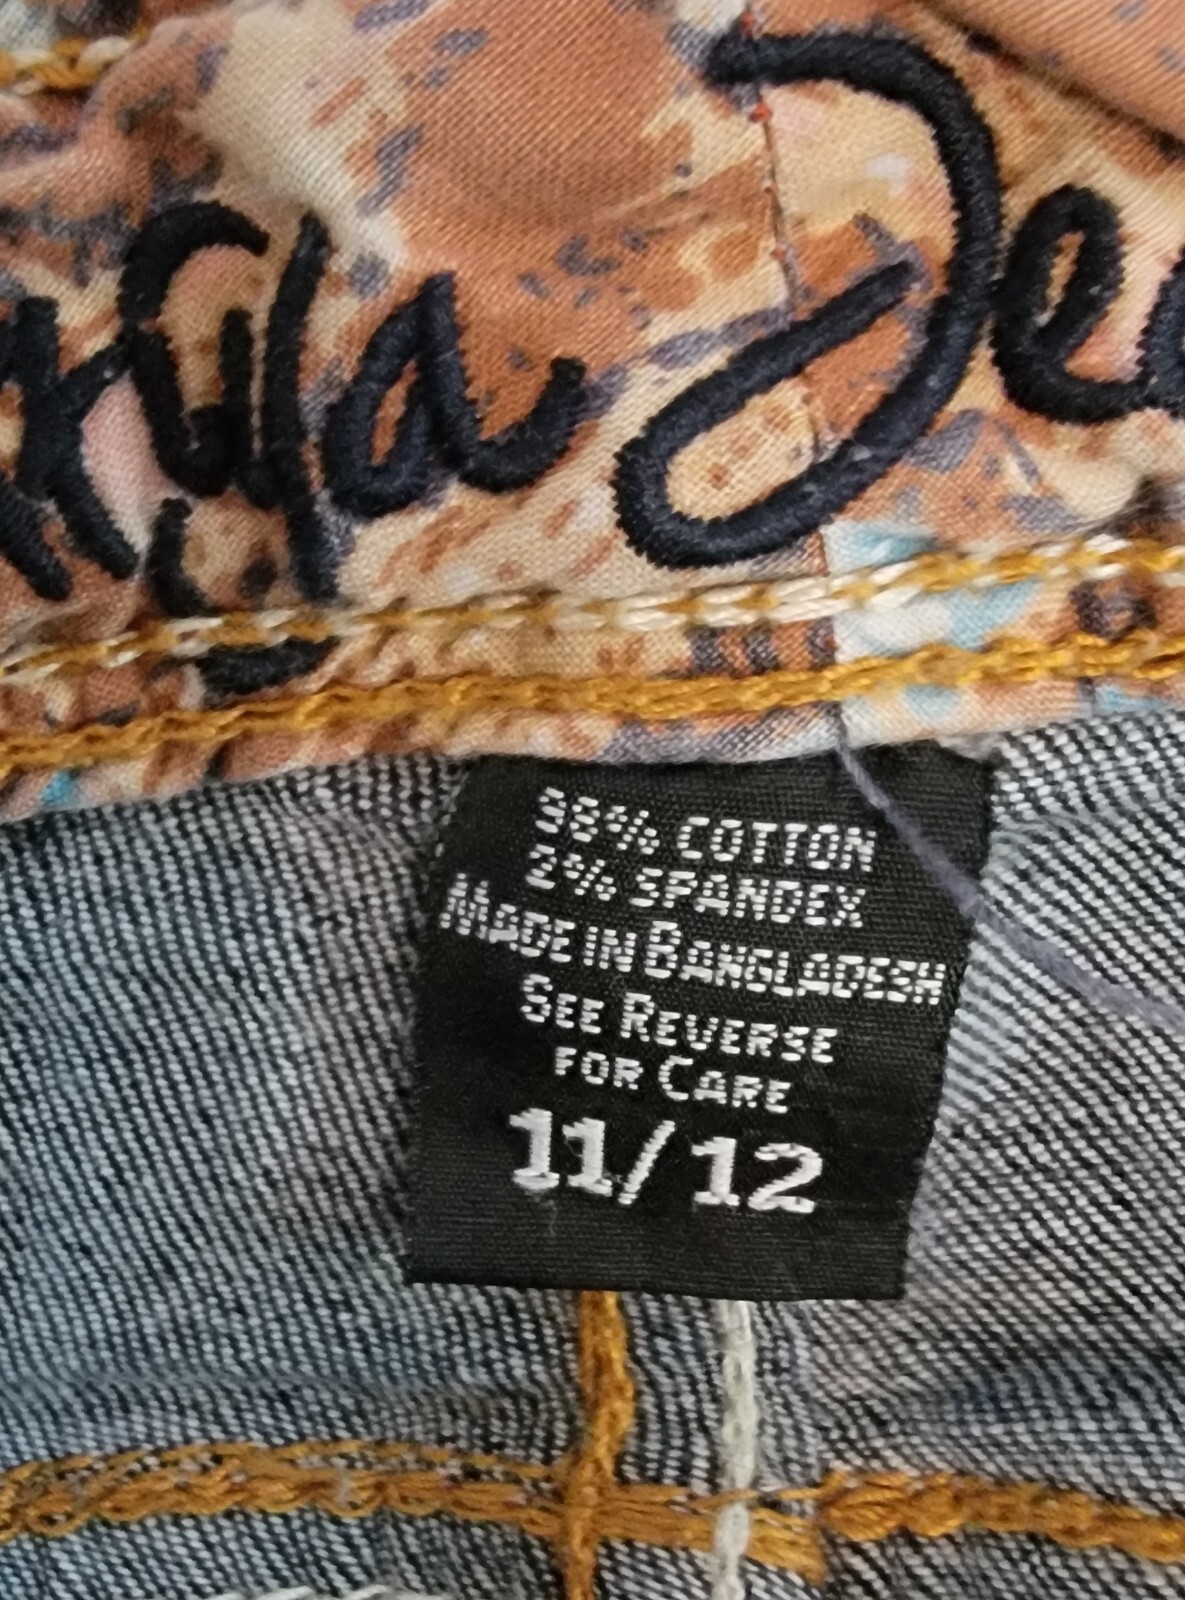 98% COTTON
2% SPANDEX
MADE IN BANGLADESH
SEE REVERSE
FOR CARE
11/12